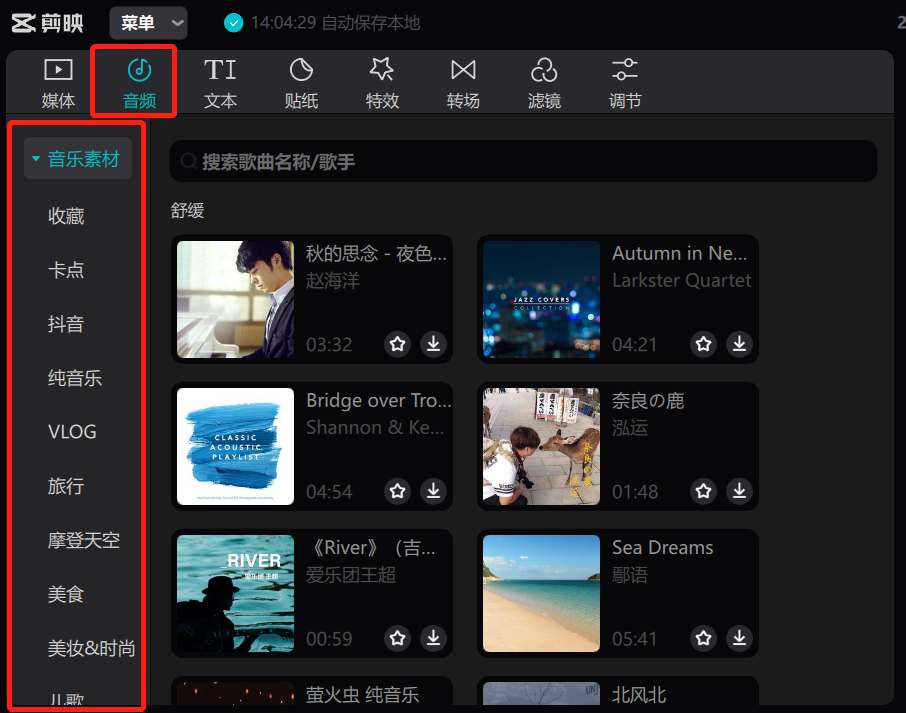 剪映
菜单
14:04:29 自动保存本地
2
媒体
音频
TI
文本
贴纸
特效
转场
滤镜
调节
音乐素材
收藏
卡点
抖音
纯音乐
VLOG
旅行
摩登天空
美食
美妆&时尚
儿歌
搜索歌曲名称/歌手
舒缓
秋的思念 - 夜色...
赵海洋
03:32
JAZZ COVERS
COLLECTION
Autumn in Ne...
Larkster Quartet
04:21
CLASSIC
ACOUSTIC
PLAYLIST
Bridge over Tro...
Shannon & Ke...
04:54
奈良の鹿
泓运
01:48
RIVER
爱乐团 王超
《River》（吉...
爱乐团王超
00:59
Sea Dreams
鄢语
05:41
萤火虫 纯音乐
北风北